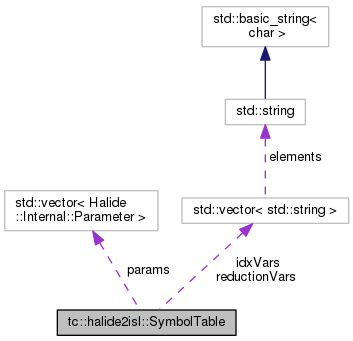 std::basic_string<
char >
std::string
elements
std::vector< Halide
::Internal::Parameter >
std::vector< std::string >
params
idxVars
reductionVars
tc::halide2isl::SymbolTable